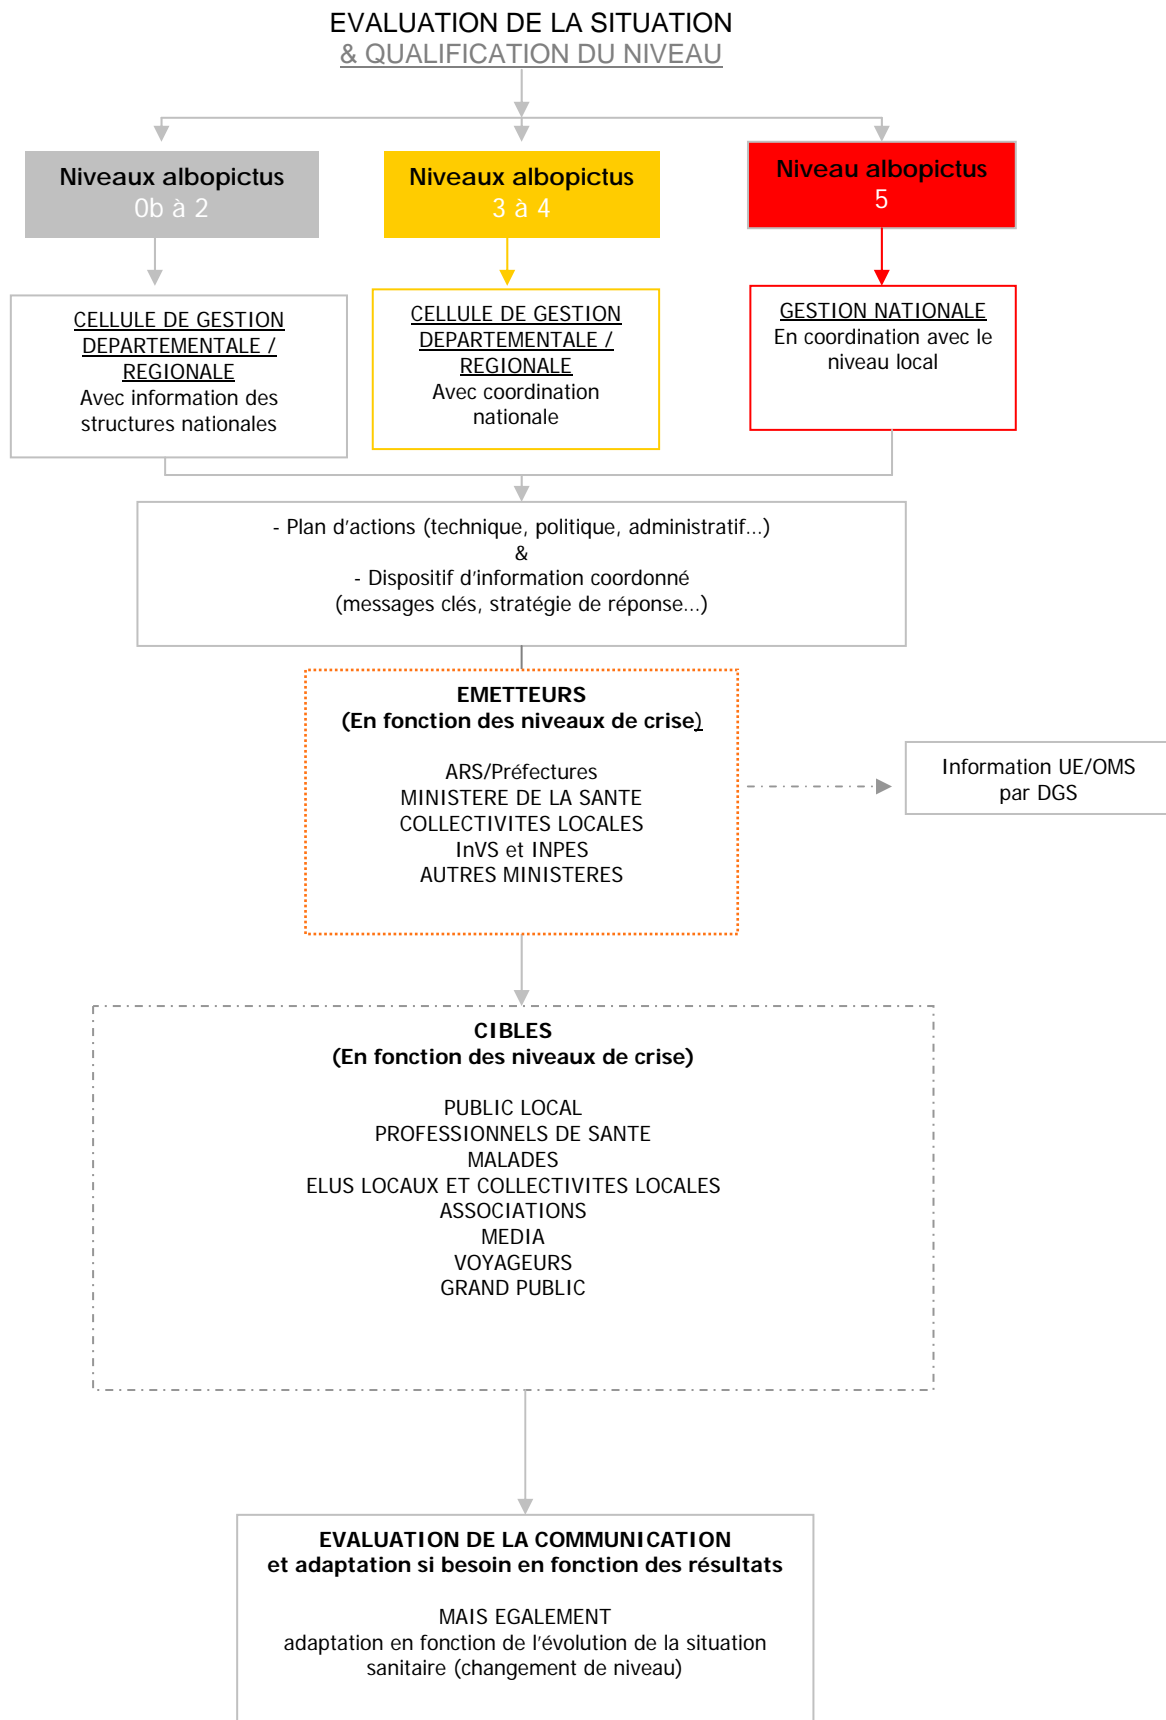 EVALUATION DE LA SITUATION
& QUALIFICATION DU NIVEAU
Niveaux albopictus
0b à 2
Niveaux albopictus
3 à 4
Niveau albopictus
5
CELLULE DE GESTION
DEPARTEMENTALE /
REGIONALE
Avec information des
structures nationales
CELLULE DE GESTION
DEPARTEMENTALE /
REGIONALE
Avec coordination
nationale
GESTION NATIONALE
En coordination avec le
niveau local
- Plan d'actions (technique, politique, administratif...)
&
- Dispositif d'information coordonné
(messages clés, stratégie de réponse...)
EMETTEURS
(En fonction des niveaux de crise)
ARS/Préfectures
MINISTERE DE LA SANTE
COLLECTIVITES LOCALES
InVS et INPES
AUTRES MINISTERES
Information UE/OMS
par DGS
CIBLES
(En fonction des niveaux de crise)
PUBLIC LOCAL
PROFESSIONNELS DE SANTE
MALADES
ELUS LOCAUX ET COLLECTIVITES LOCALES
ASSOCIATIONS
MEDIA
VOYAGEURS
GRAND PUBLIC
EVALUATION DE LA COMMUNICATION
et adaptation si besoin en fonction des résultats
MAIS EGALEMENT
adaptation en fonction de l'évolution de la situation
sanitaire (changement de niveau)